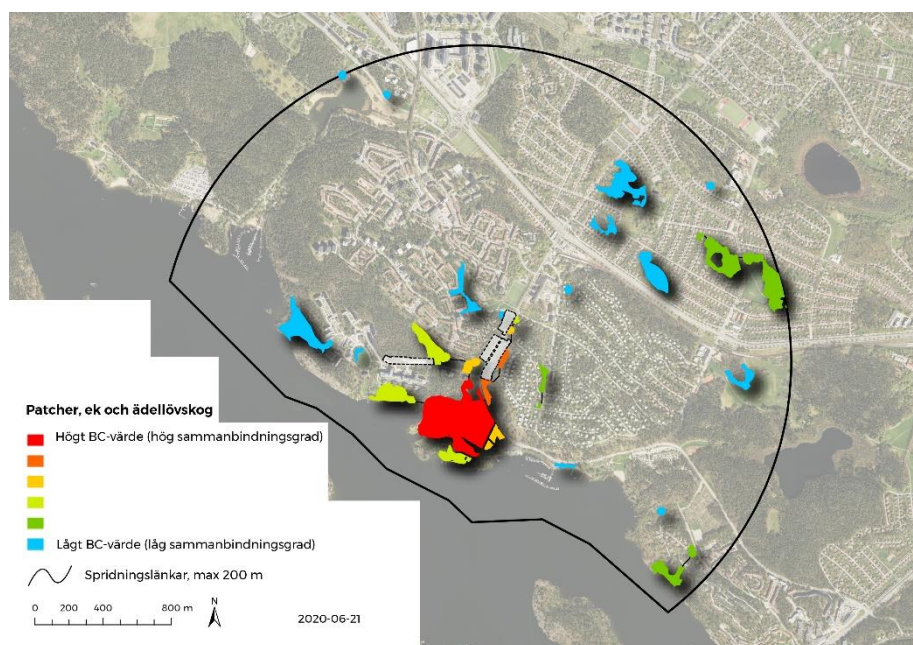 Patcher, ek och ädellövskog
Högt BC-värde (hög sammanbindningsgrad)
Lågt BC-värde (låg sammanbindningsgrad)
Spridningslänkar, max 200 m
0 200 400 800 m
N
2020-06-21